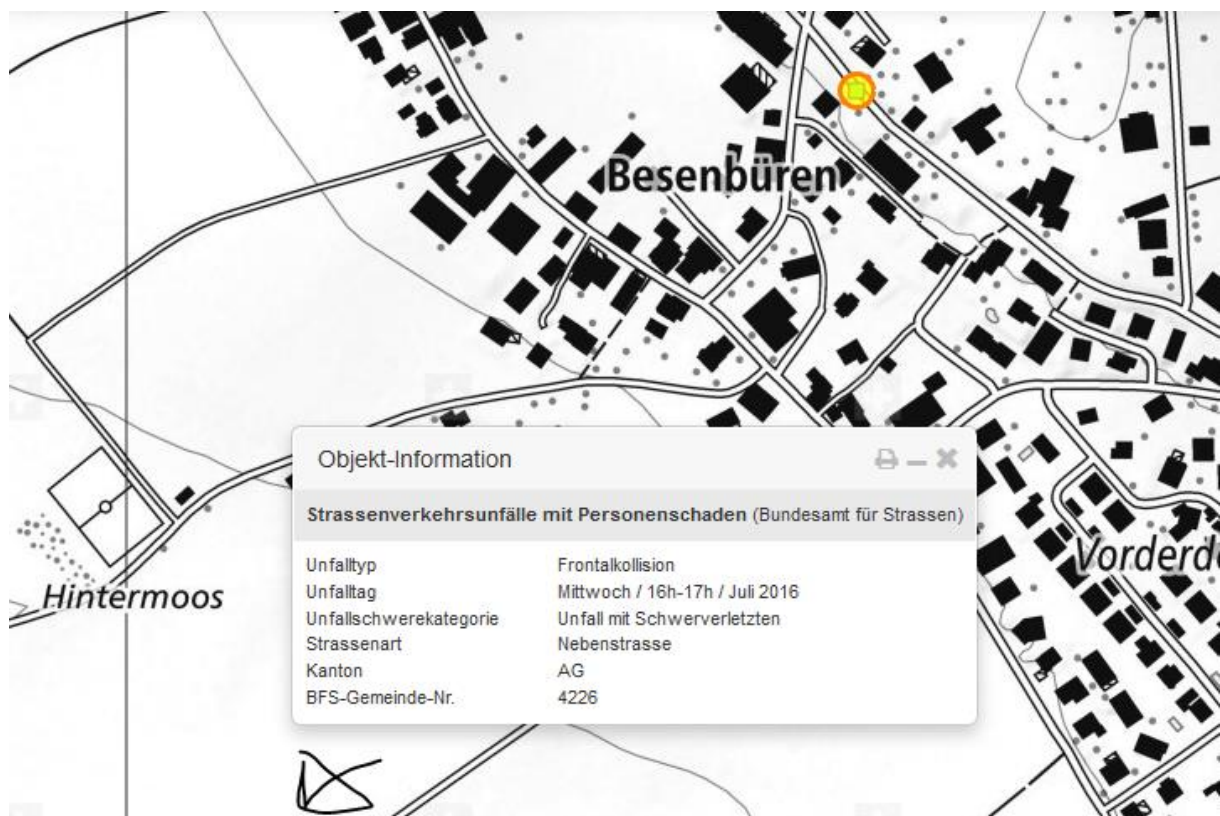 Besenbüren
Objekt-Information
Strassenverkehrsunfälle mit Personenschaden (Bundesamt für Strassen)
Unfalltyp Frontalkollision
Unfalltag Mittwoch / 16h-17h / Juli 2016
Unfallschwerekategorie Unfall mit Schwerverletzten
Strassenart Nebenstrasse
Kanton AG
BFS-Gemeinde-Nr. 4226
Vorderd
Hintermoos